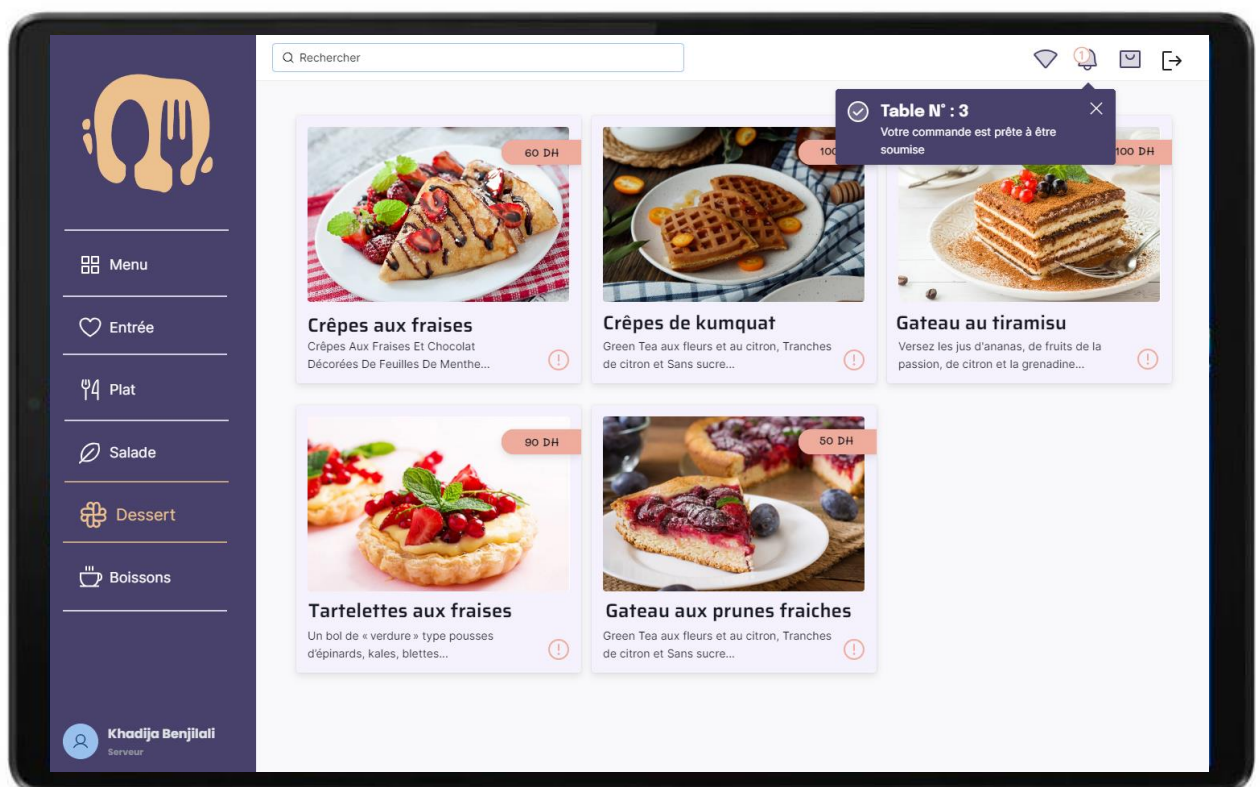 Rechercher
1
Table N° : 3
Votre commande est prête à être
soumise
Menu
Entrée
Plat
Salade
Dessert
Boissons
Khadija Benjilali
Serveur
60 DH
Crêpes aux fraises
Crêpes Aux Fraises Et Chocolat
Décorées De Feuilles De Menthe...
100
Crêpes de kumquat
Green Tea aux fleurs et au citron, Tranches
de citron et Sans sucre...
100 DH
Gateau au tiramisu
Versez les jus d'ananas, de fruits de la
passion, de citron et la grenadine...
90 DH
Tartelettes aux fraises
Un bol de « verdure » type pousses
d'épinards, kales, blettes...
50 DH
Gateau aux prunes fraiches
Green Tea aux fleurs et au citron, Tranches
de citron et Sans sucre...